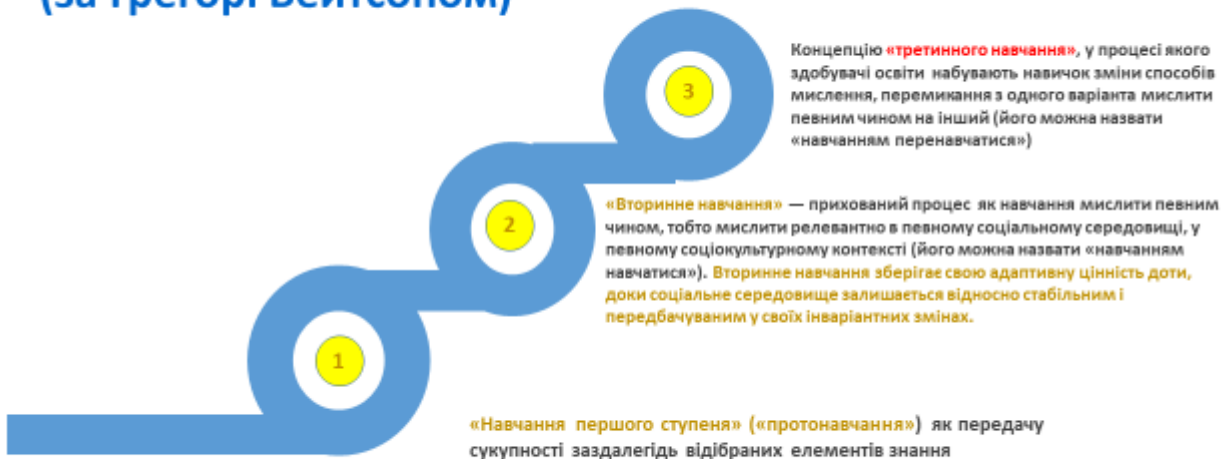 (за Грегорі Бейтсоном)
3
Концепцію «третинного навчання», у процесі якого
здобувачі освіти набувають навичок зміни способів
мислення, перемикання з одного варіанта мислити
певним чином на інший (його можна назвати
«навчанням перенавчатися»)
2
«Вторинне навчання» — прихований процес як навчання мислити певним
чином, тобто мислити релевантно в певному соціальному середовищі, у
певному соціокультурному контексті (його можна назвати «навчанням
навчатися»). Вторинне навчання зберігає свою адаптивну цінність доти,
доки соціальне середовище залишається відносно стабільним і
передбачуваним у своїх інваріантних змінах.
1
«Навчання першого ступеня» («протонавчання») як передачу
сукупності заздалегідь відібраних елементів знання